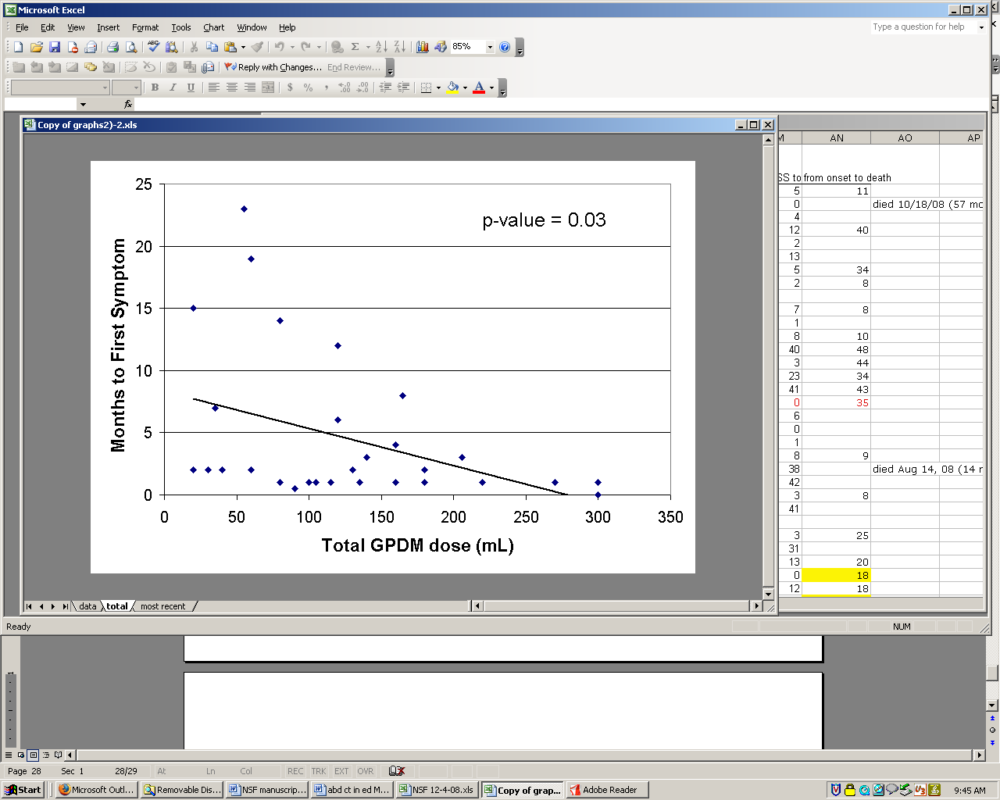 Microsoft Excel
File Edit View Insert Format Tools Chart Window Help
Type a question for help
85%
Reply with Changes... End Review...
B I U $ % ,
fx
Copy of graphs2)-2.xls
25
20
15
10
5
0
0 50 100 150 200 250 300 350
p-value = 0.03
Months to First Symptom
Total GPDM dose (mL)
data total most recent
AN AO AP
SS to from onset to death
5 11
0 died 10/18/08 (57 mo
4
12 40
2
13
5 34
2 8
7 8
1
8 10
40 48
3 44
23 34
41 43
0 35
6
0
1
8 9
38 died Aug 14, 08 (14 r
42
3 8
41
3 25
31
13 20
0 18
12 18
Ready NUM
Page 28 Sec 1 28/29 At Ln Col REC TRK EXT OVR
Start Microsoft Outl... Removable Dis... NSF manuscrip... abd ct in ed M... NSF 12-4-08.xls Copy of grap... Adobe Reader 9:45 AM